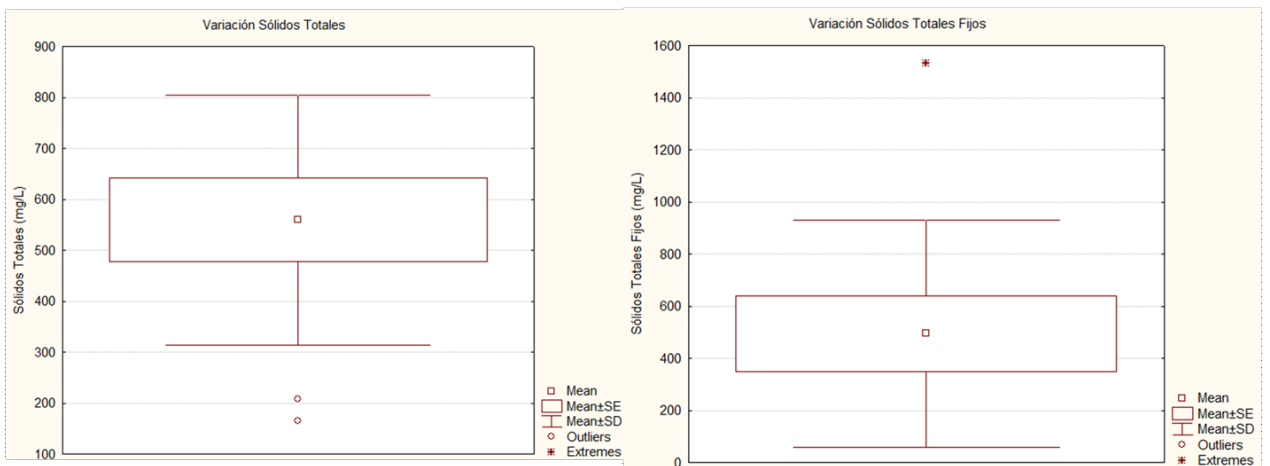 Variación Sólidos Totales
Sólidos Totales (mg/L)
900
800
700
600
500
400
300
200
100
Mean
Mean±SE
Mean±SD
Outliers
Extremes
Variación Sólidos Totales Fijos
Sólidos Totales Fijos (mg/L)
1600
1400
1200
1000
800
600
400
200
0
Mean
Mean±SE
Mean±SD
Outliers
Extremes